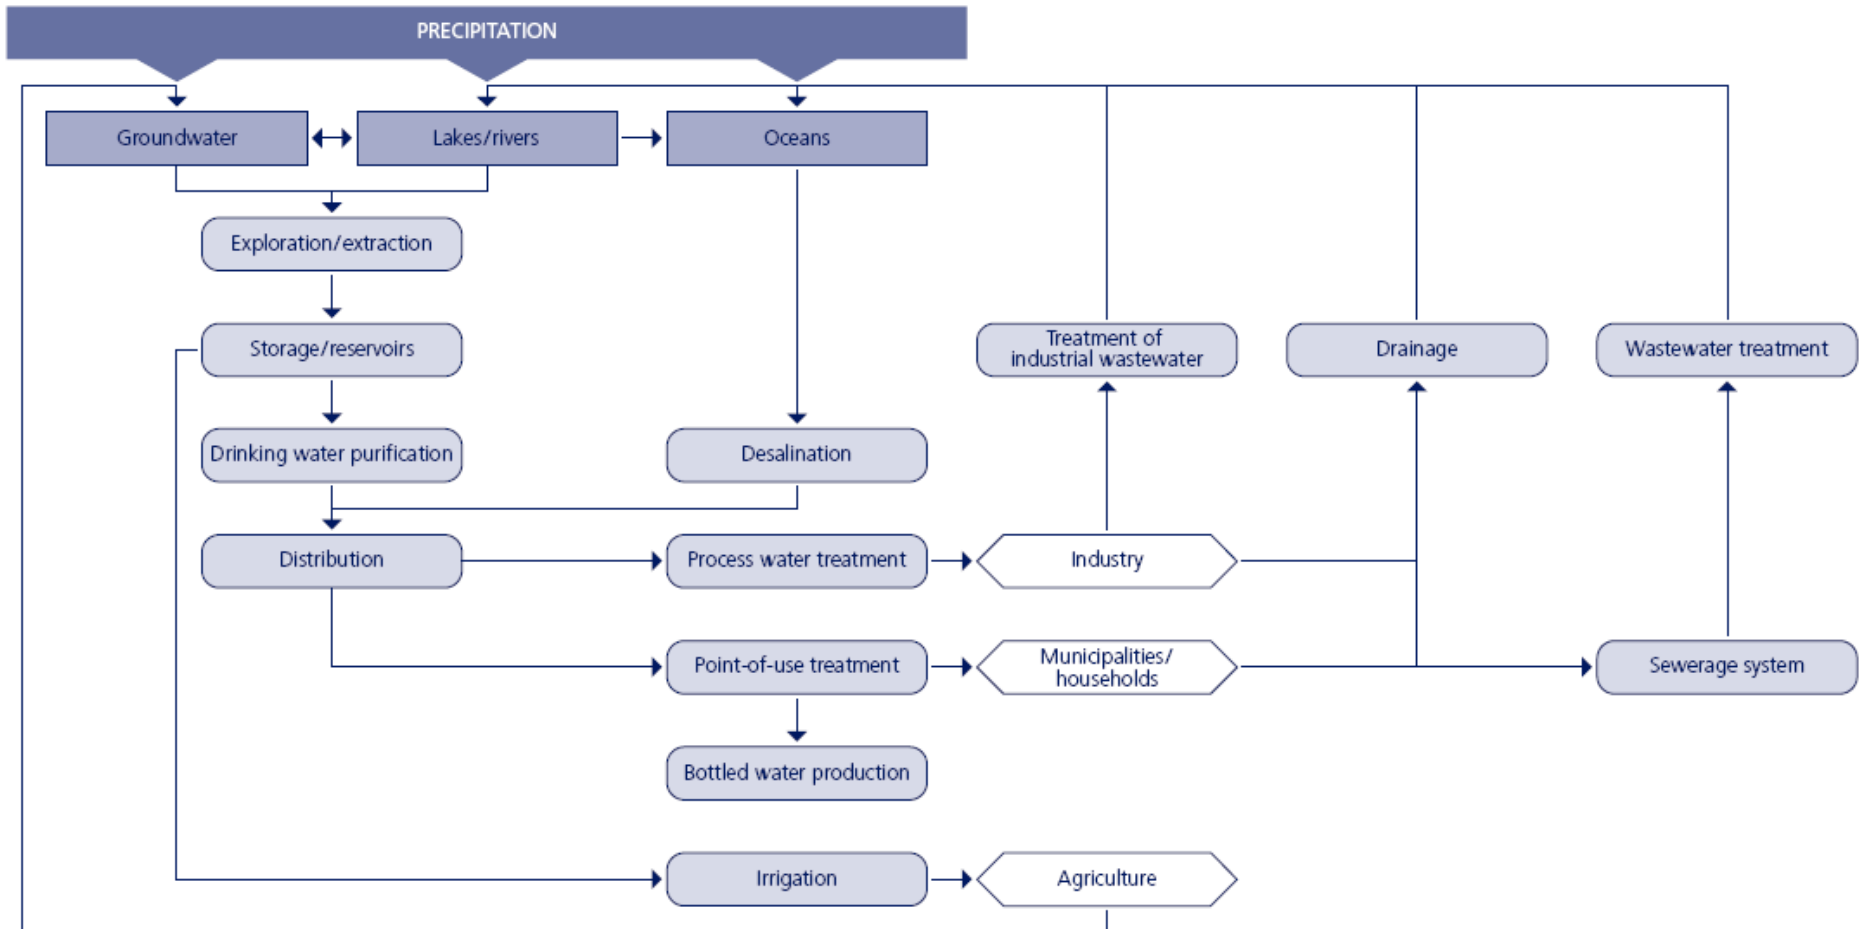 PRECIPITATION
Groundwater
Lakes/rivers
Oceans
Exploration/extraction
Storage/reservoirs
Treatment of
industrial wastewater
Drainage
Wastewater treatment
Drinking water purification
Desalination
Distribution
Process water treatment
Industry
Point-of-use treatment
Municipalities/
households
Sewerage system
Bottled water production
Irrigation
Agriculture